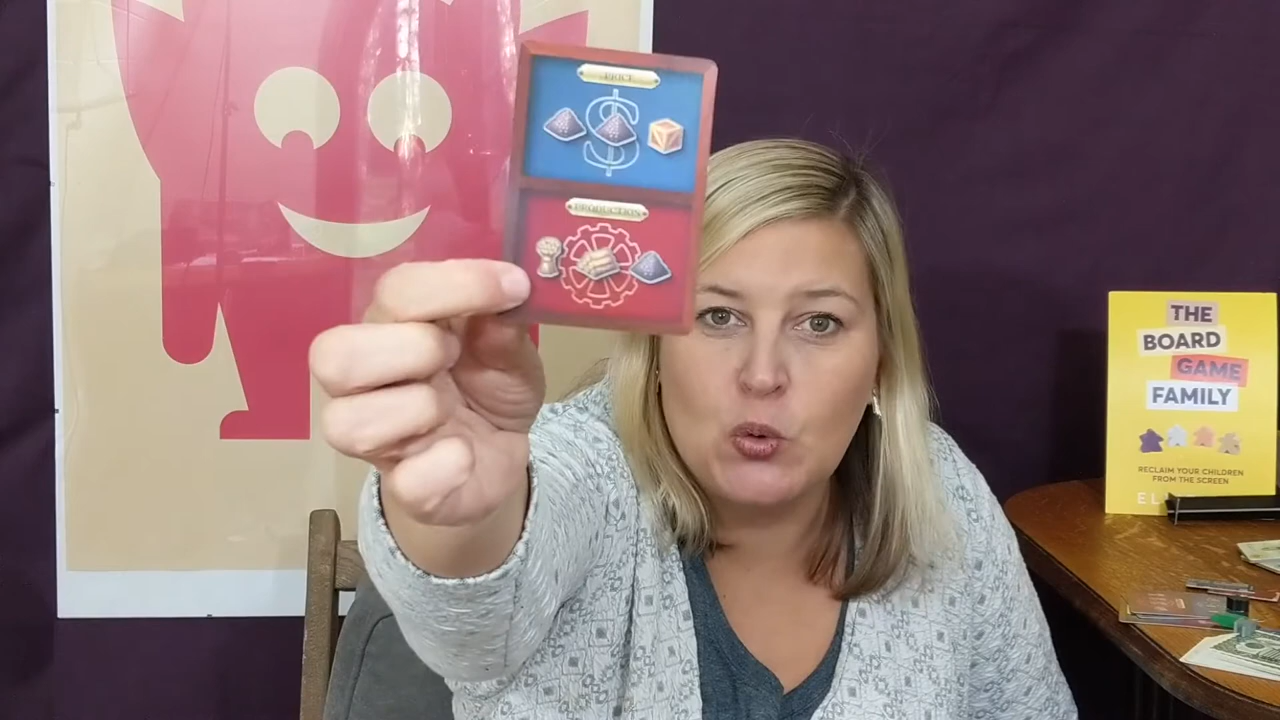 PRICE
$
PRODUCTION
THE
BOARD
GAME
FAMILY
RECLAIM YOUR CHILDREN
FROM THE SCREEN